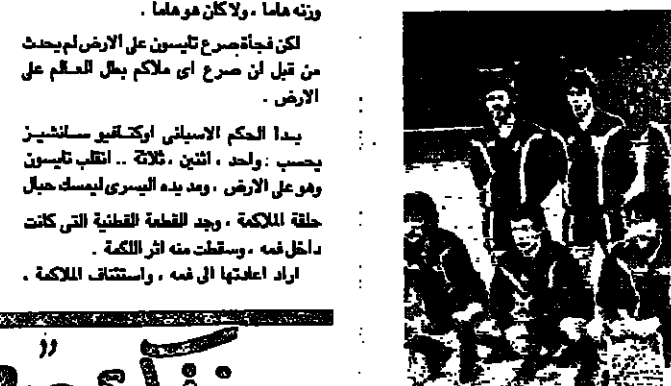 وزنه هاما ، ولا كان هو هاما .
لكن فجأة صرع تايسون على الارض لم يحدث
من قبل ان صرع اى ملاكم بطل العالم على
الارض .
بدا الحكم الاسبانى اوكتافيو سانشيز
يحسب : واحد ، اثنين ، ثلاثة .. انقلب تايسون
وهو على الارض ، ومد يده اليسرى ليمسك حبال
حلقة الملاكمة ، وجد القطعة القطنية التى كانت
داخل فمه ، وسقطت منه اثر اللكمة .
اراد اعادتها الى فمه ، واستئناف الملاكمة .